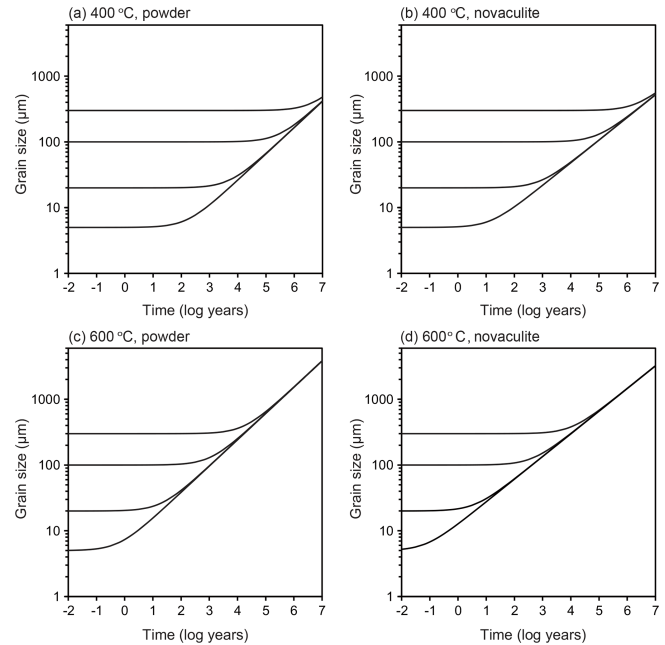 (a) 400 °C, powder
Grain size (µm)
1000
100
10
1
-2 -1 0 1 2 3 4 5 6 7
Time (log years)
(b) 400 °C, novaculite
Grain size (µm)
1000
100
10
1
-2 -1 0 1 2 3 4 5 6 7
Time (log years)
(c) 600 °C, powder
Grain size (µm)
1000
100
10
1
-2 -1 0 1 2 3 4 5 6 7
Time (log years)
(d) 600° C, novaculite
Grain size (µm)
1000
100
10
1
-2 -1 0 1 2 3 4 5 6 7
Time (log years)